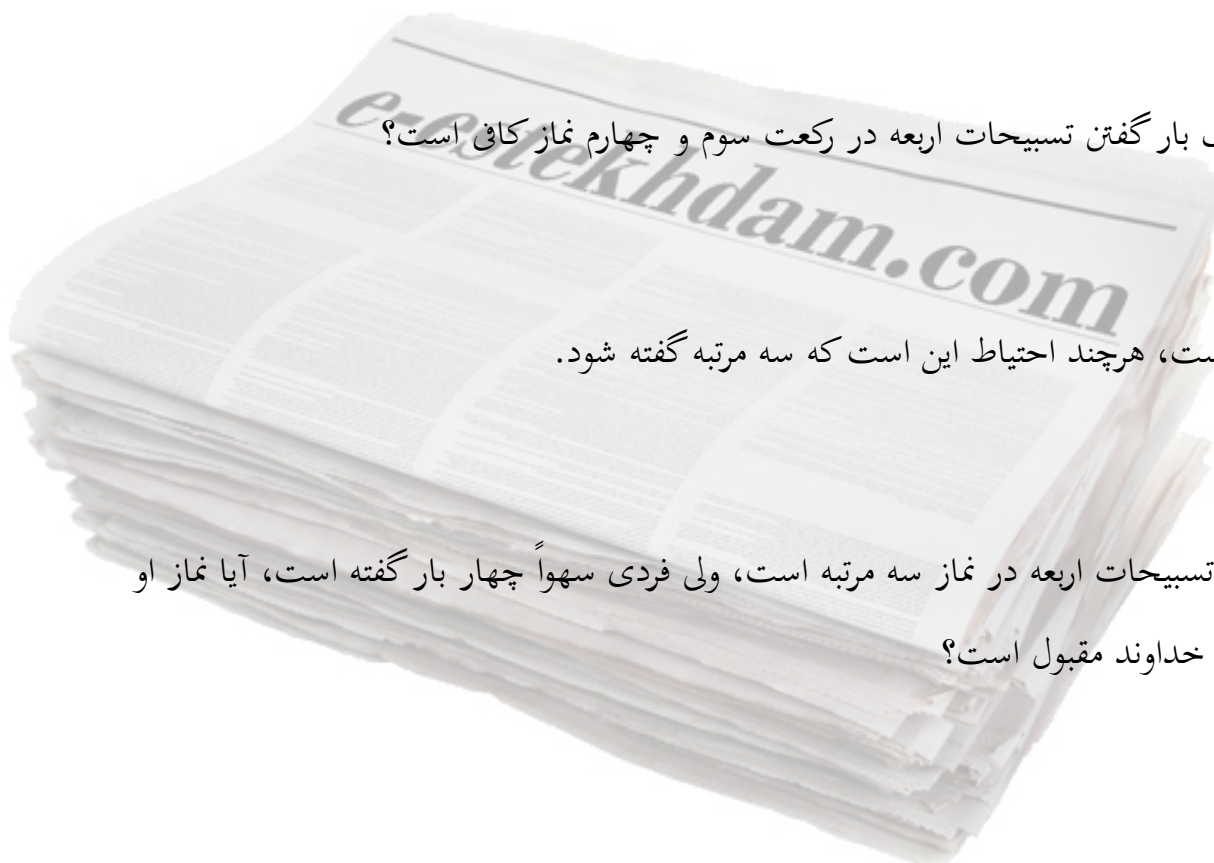 بار گفتن تسبیحات اربعه در رکعت سوم و چهارم نماز کافی است؟
e-estekhdam.com
هرچند احتیاط این است که سه مرتبه گفته شود.
تسبیحات اربعه در نماز سه مرتبه است، ولی فردی سهواً چهار بار گفته است، آیا نماز او
خداوند مقبول است؟